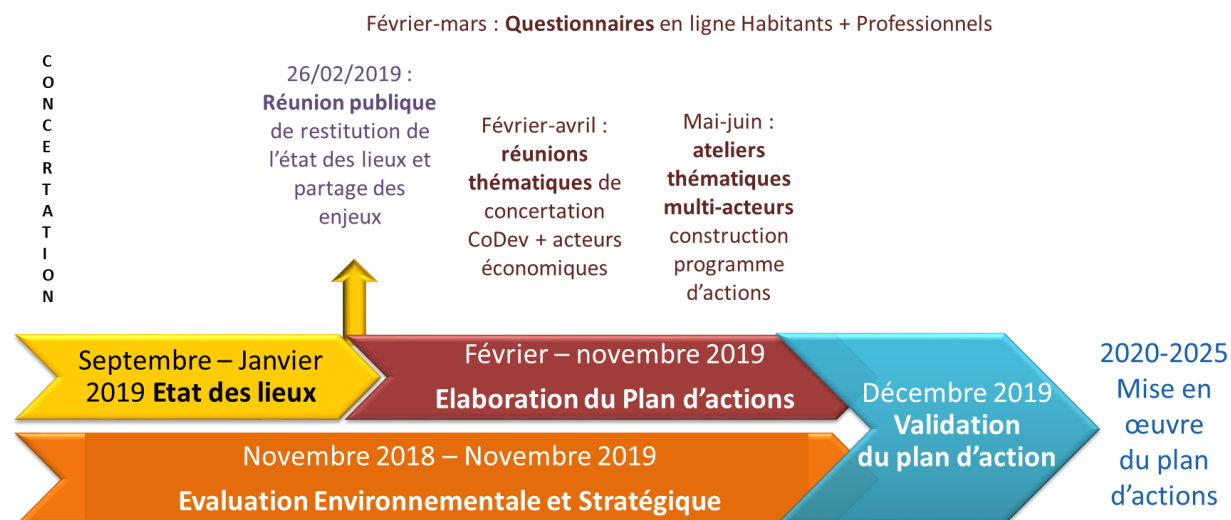 Février-mars : Questionnaires en ligne Habitants + Professionnels
C
O
N
C
E
R
T
A
T
I
O
N
26/02/2019 :
Réunion publique
de restitution de
l'état des lieux et
partage des
enjeux
Février-avril :
réunions
thématiques de
concertation
CoDev + acteurs
économiques
Mai-juin :
ateliers
thématiques
multi-acteurs
construction
programme
d'actions
Septembre – Janvier
2019 Etat des lieux
Février – novembre 2019
Elaboration du Plan d'actions
Novembre 2018 – Novembre 2019
Evaluation Environnementale et Stratégique
Décembre 2019
Validation
du plan d'action
2020-2025
Mise en
œuvre
du plan
d'actions